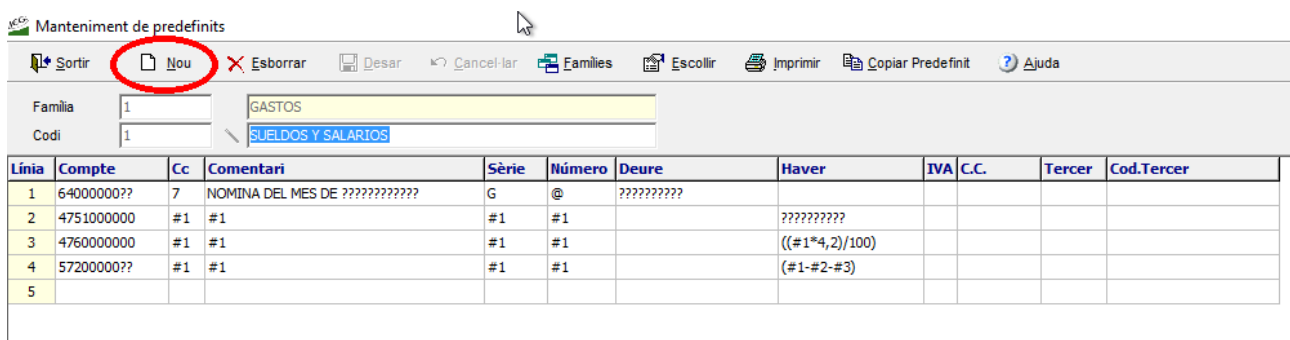 JCG Manteniment de predefinits
Sortir Nou Esborrar Desar Cancel·lar Famílies Escollir Imprimir Copiar Predefinit Ajuda
Família 1 GASTOS
Codi 1 SUELDOS Y SALARIOS
Línia Compte Cc Comentari Sèrie Número Deure Haver IVA C.C. Tercer Cod.Tercer
1 64000000?? 7 NOMINA DEL MES DE ???????????? G @ ??????????
2 4751000000 #1 #1 #1 #1 ??????????
3 4760000000 #1 #1 #1 #1 ((#1*4,2)/100)
4 57200000?? #1 #1 #1 #1 (#1-#2-#3)
5